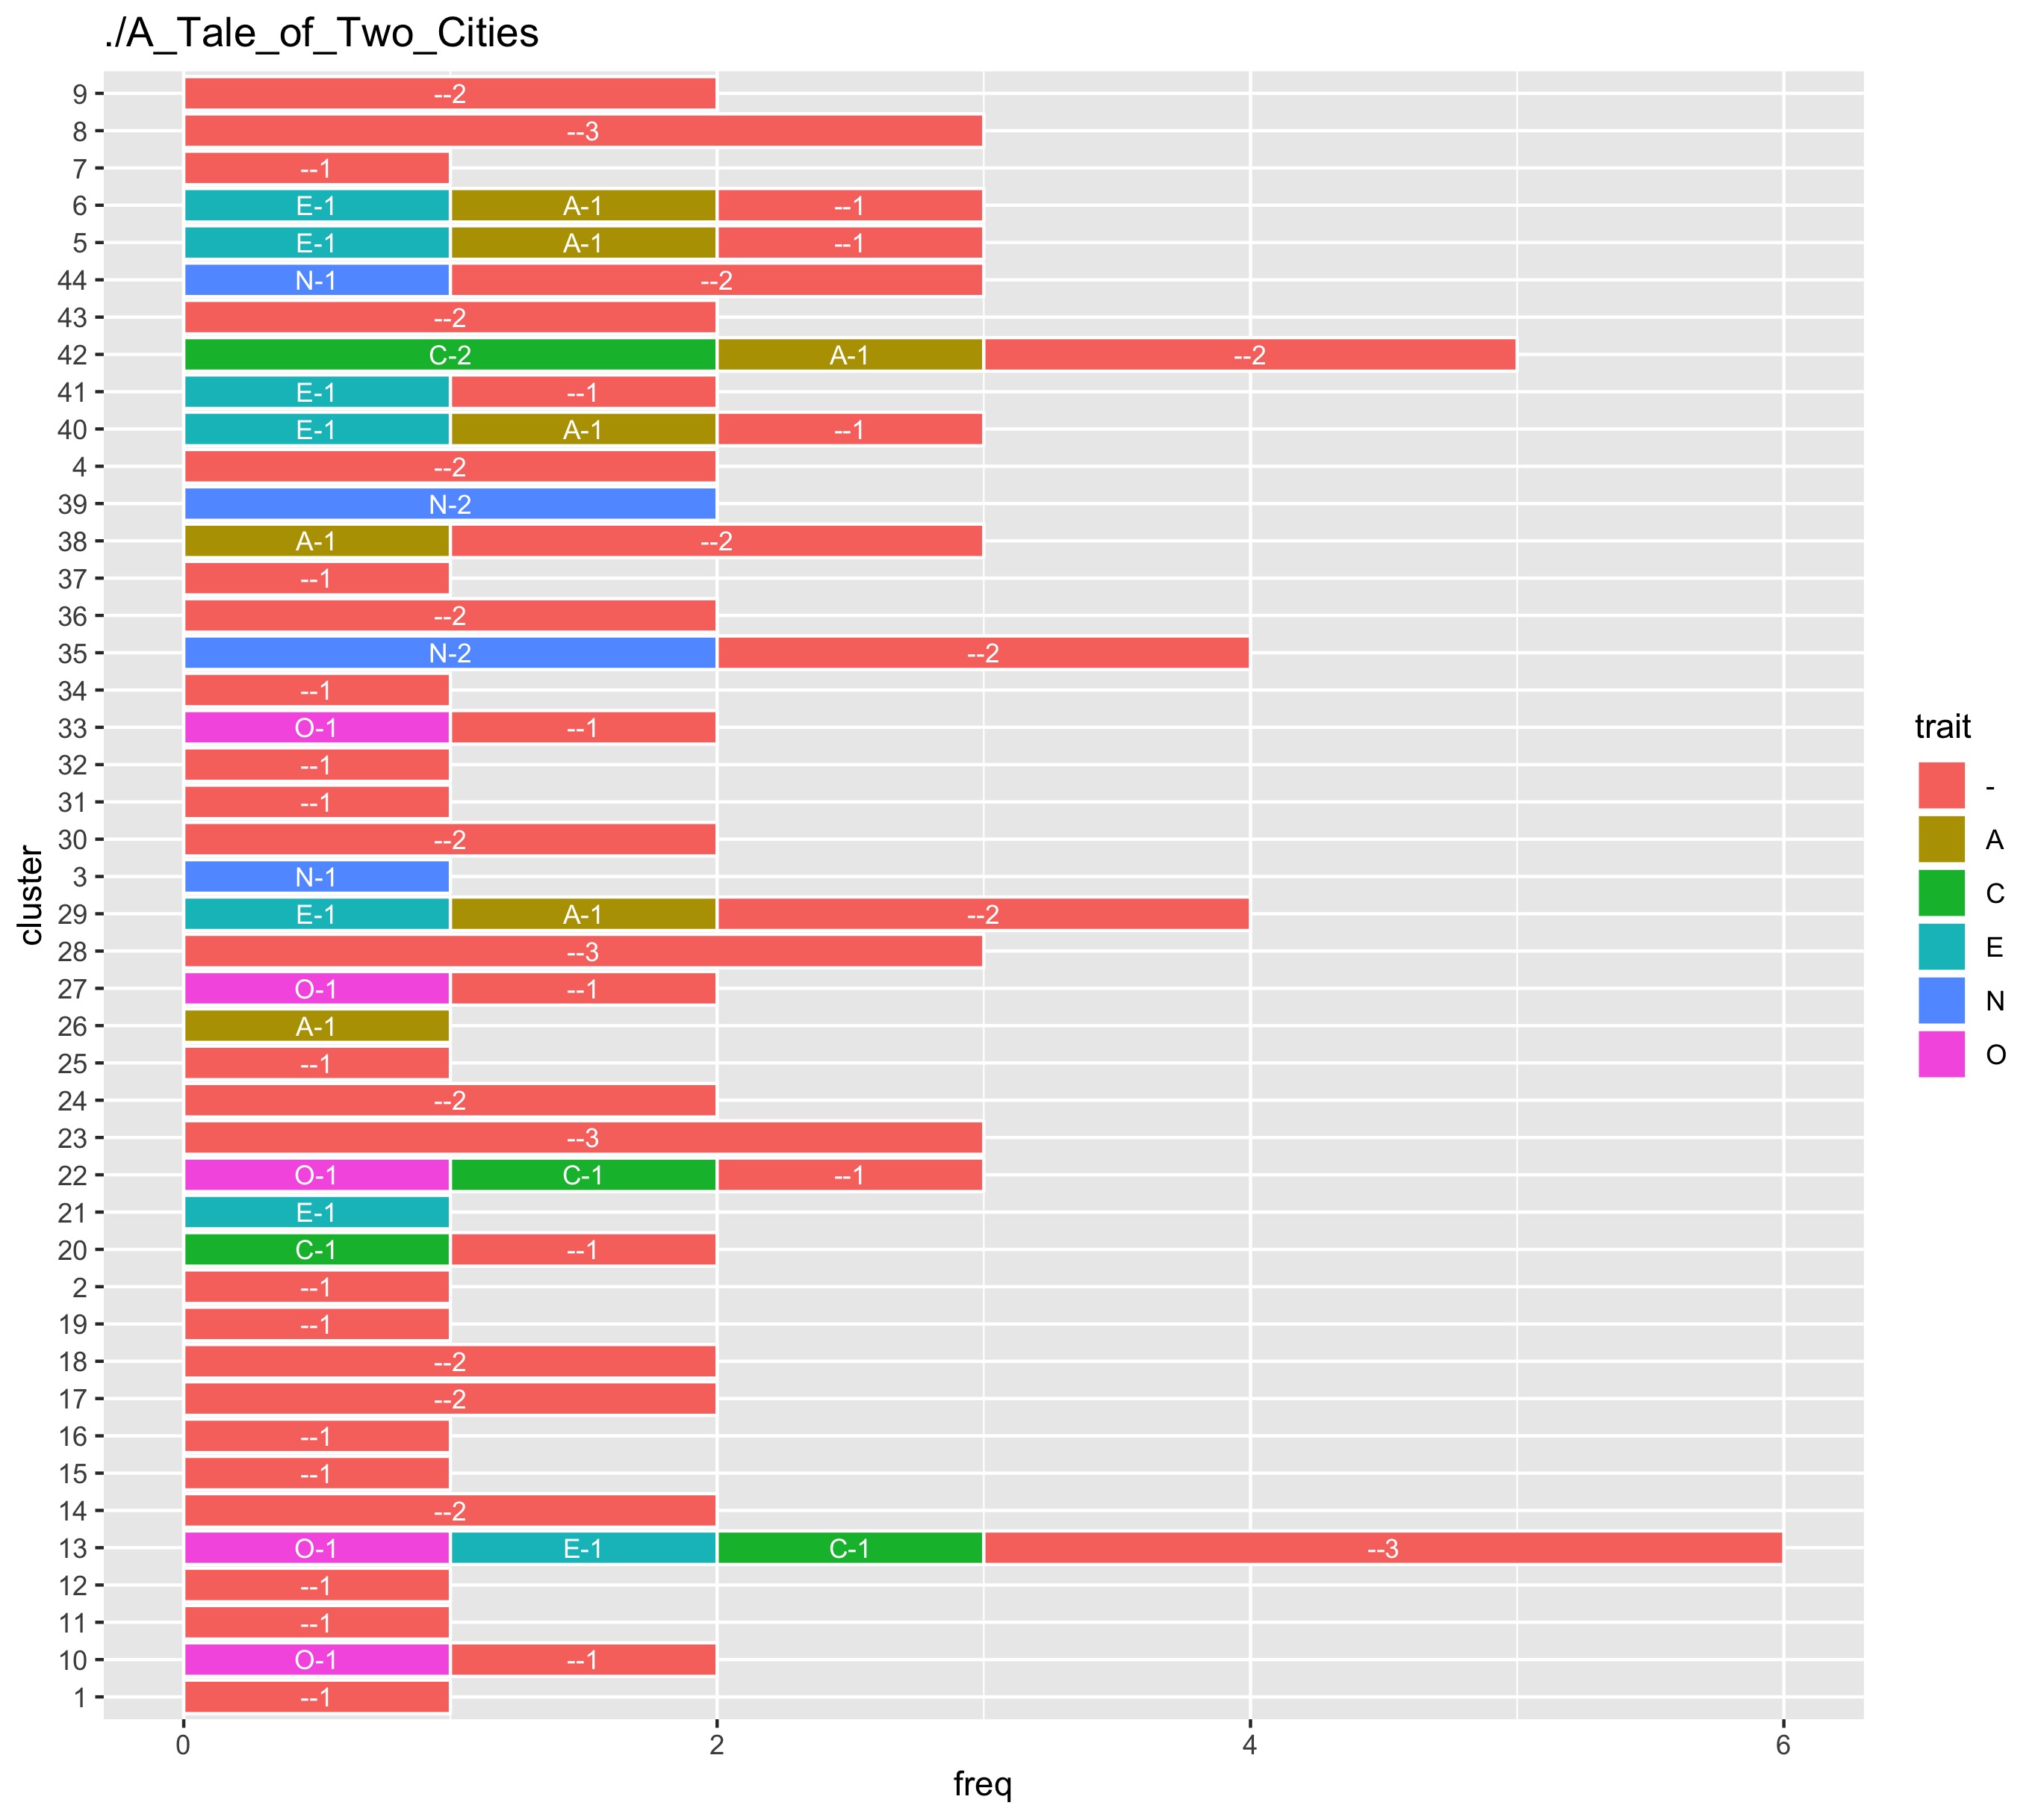 ./A_Tale_of_Two_Cities
9 --2
8 --3
7 --1
6 E-1 A-1 --1
5 E-1 A-1 --1
44 N-1 --2
43 --2
42 C-2 A-1 --2
41 E-1 --1
40 E-1 A-1 --1
4 --2
39 N-2
38 A-1 --2
37 --1
36 --2
35 N-2 --2
34 --1
33 O-1 --1
32 --1
31 --1
30 --2
3 N-1
29 E-1 A-1 --2
28 --3
27 O-1 --1
26 A-1
25 --1
24 --2
23 --3
22 O-1 C-1 --1
21 E-1
20 C-1 --1
2 --1
19 --1
18 --2
17 --2
16 --1
15 --1
14 --2
13 O-1 E-1 C-1 --3
12 --1
11 --1
10 O-1 --1
1 --1
0 2 4 6
freq
cluster
trait
-
A
C
E
N
O